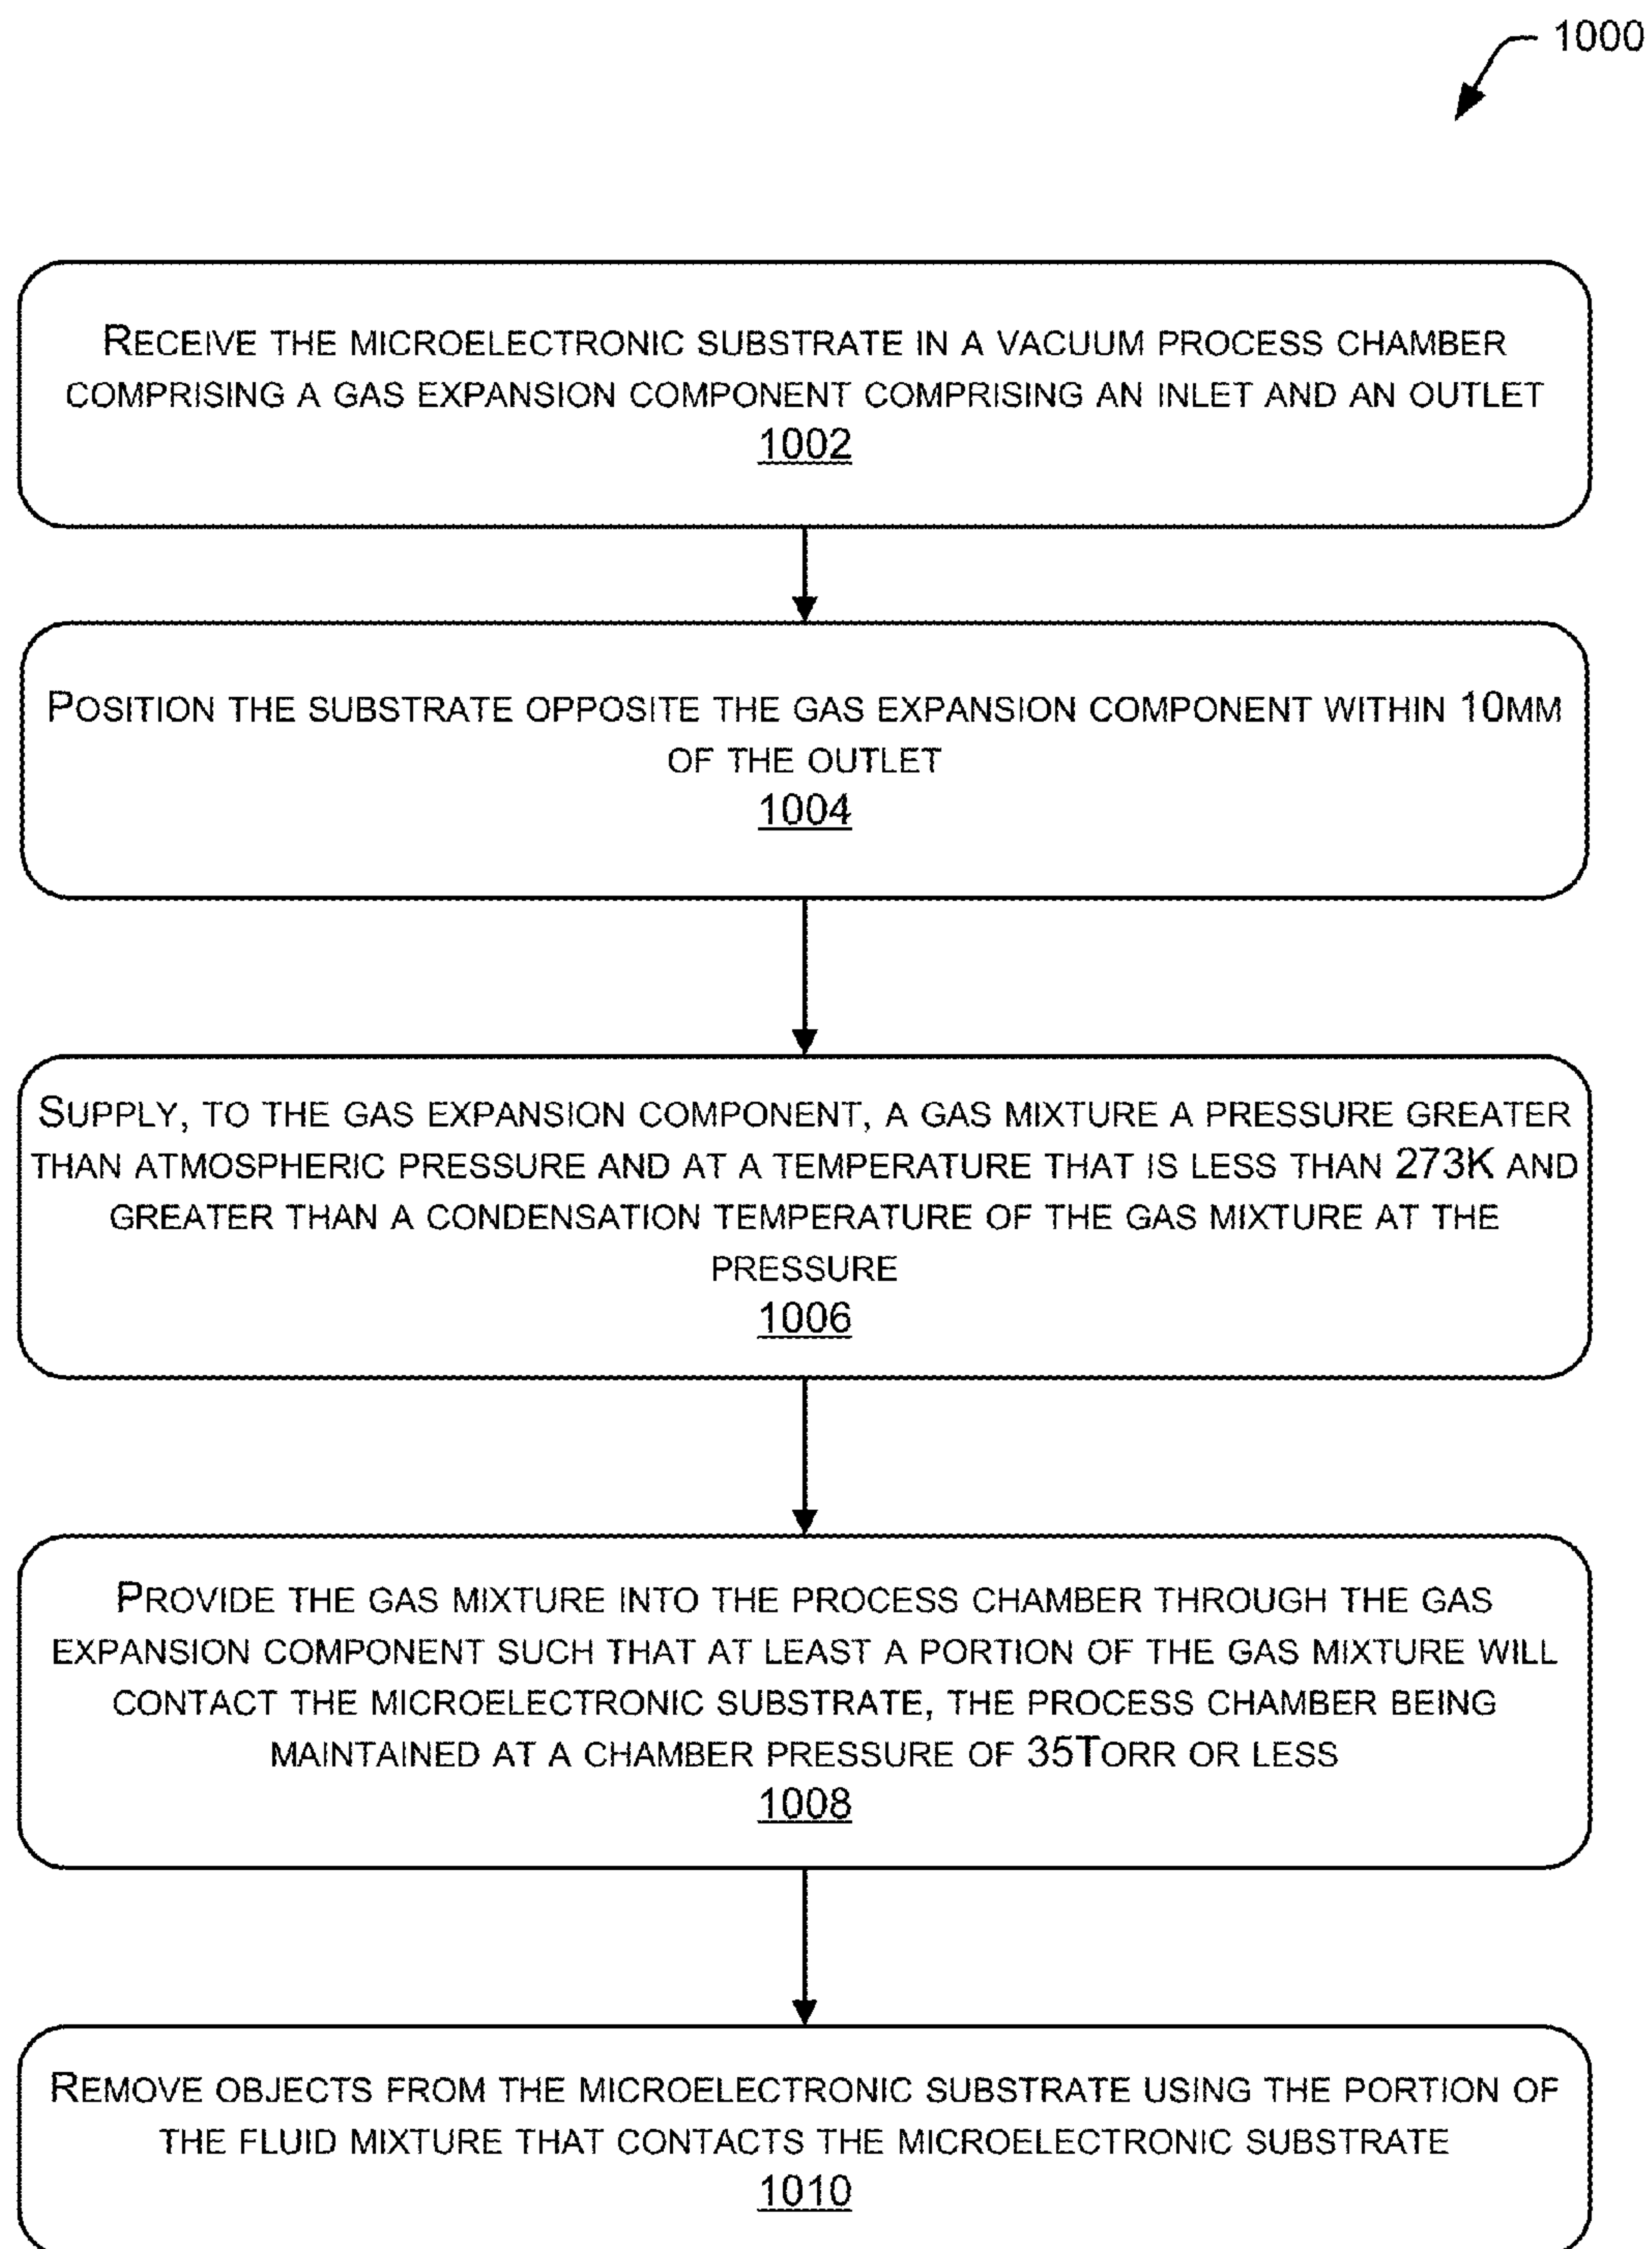 1000
RECEIVE THE MICROELECTRONIC SUBSTRATE IN A VACUUM PROCESS CHAMBER
COMPRISING A GAS EXPANSION COMPONENT COMPRISING AN INLET AND AN OUTLET
1002
POSITION THE SUBSTRATE OPPOSITE THE GAS EXPANSION COMPONENT WITHIN 10MM
OF THE OUTLET
1004
SUPPLY, TO THE GAS EXPANSION COMPONENT, A GAS MIXTURE A PRESSURE GREATER
THAN ATMOSPHERIC PRESSURE AND AT A TEMPERATURE THAT IS LESS THAN 273K AND
GREATER THAN A CONDENSATION TEMPERATURE OF THE GAS MIXTURE AT THE
PRESSURE
1006
PROVIDE THE GAS MIXTURE INTO THE PROCESS CHAMBER THROUGH THE GAS
EXPANSION COMPONENT SUCH THAT AT LEAST A PORTION OF THE GAS MIXTURE WILL
CONTACT THE MICROELECTRONIC SUBSTRATE, THE PROCESS CHAMBER BEING
MAINTAINED AT A CHAMBER PRESSURE OF 35TORR OR LESS
1008
REMOVE OBJECTS FROM THE MICROELECTRONIC SUBSTRATE USING THE PORTION OF
THE FLUID MIXTURE THAT CONTACTS THE MICROELECTRONIC SUBSTRATE
1010